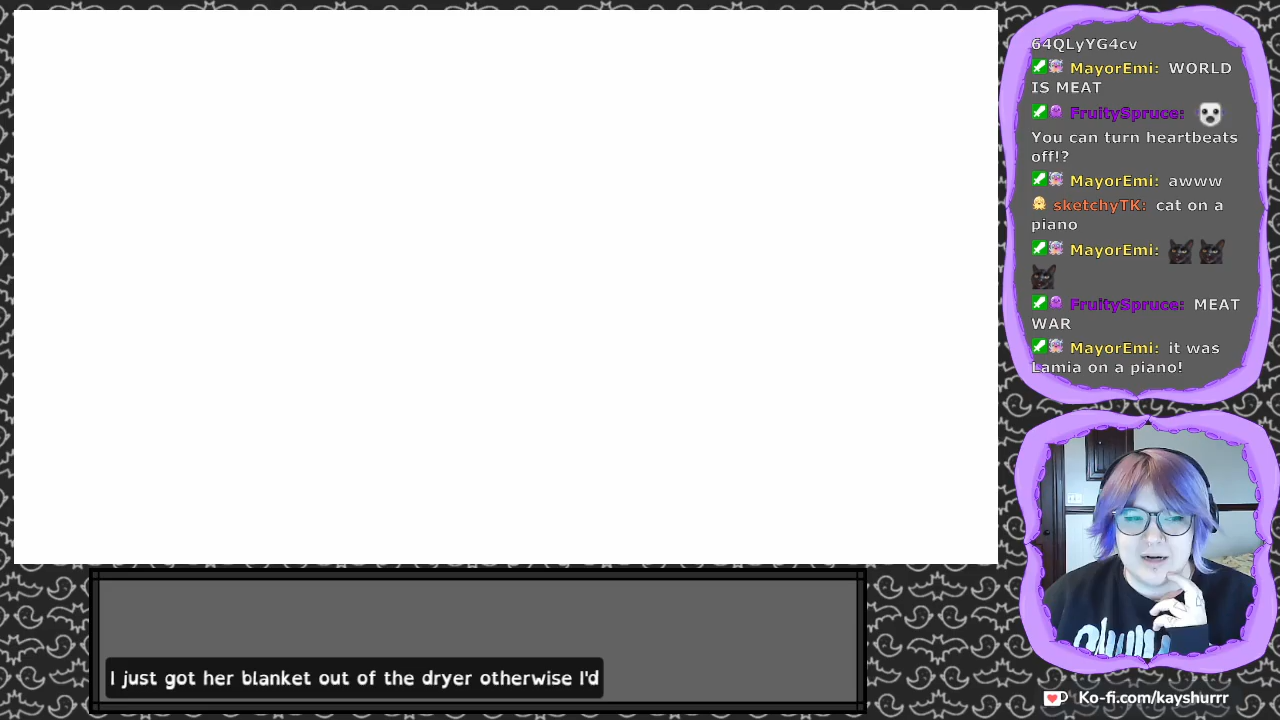 64QLyYG4cv
MayorEmi: WORLD
IS MEAT
FruitySpruce:
You can turn heartbeats
off!?
MayorEmi: awww
sketchyTK: cat on a
piano
MayorEmi:
FruitySpruce: MEAT
WAR
MayorEmi: it was
Lamia on a piano!
I just got her blanket out of the dryer otherwise I'd
Ko-fi.com/kayshurrr